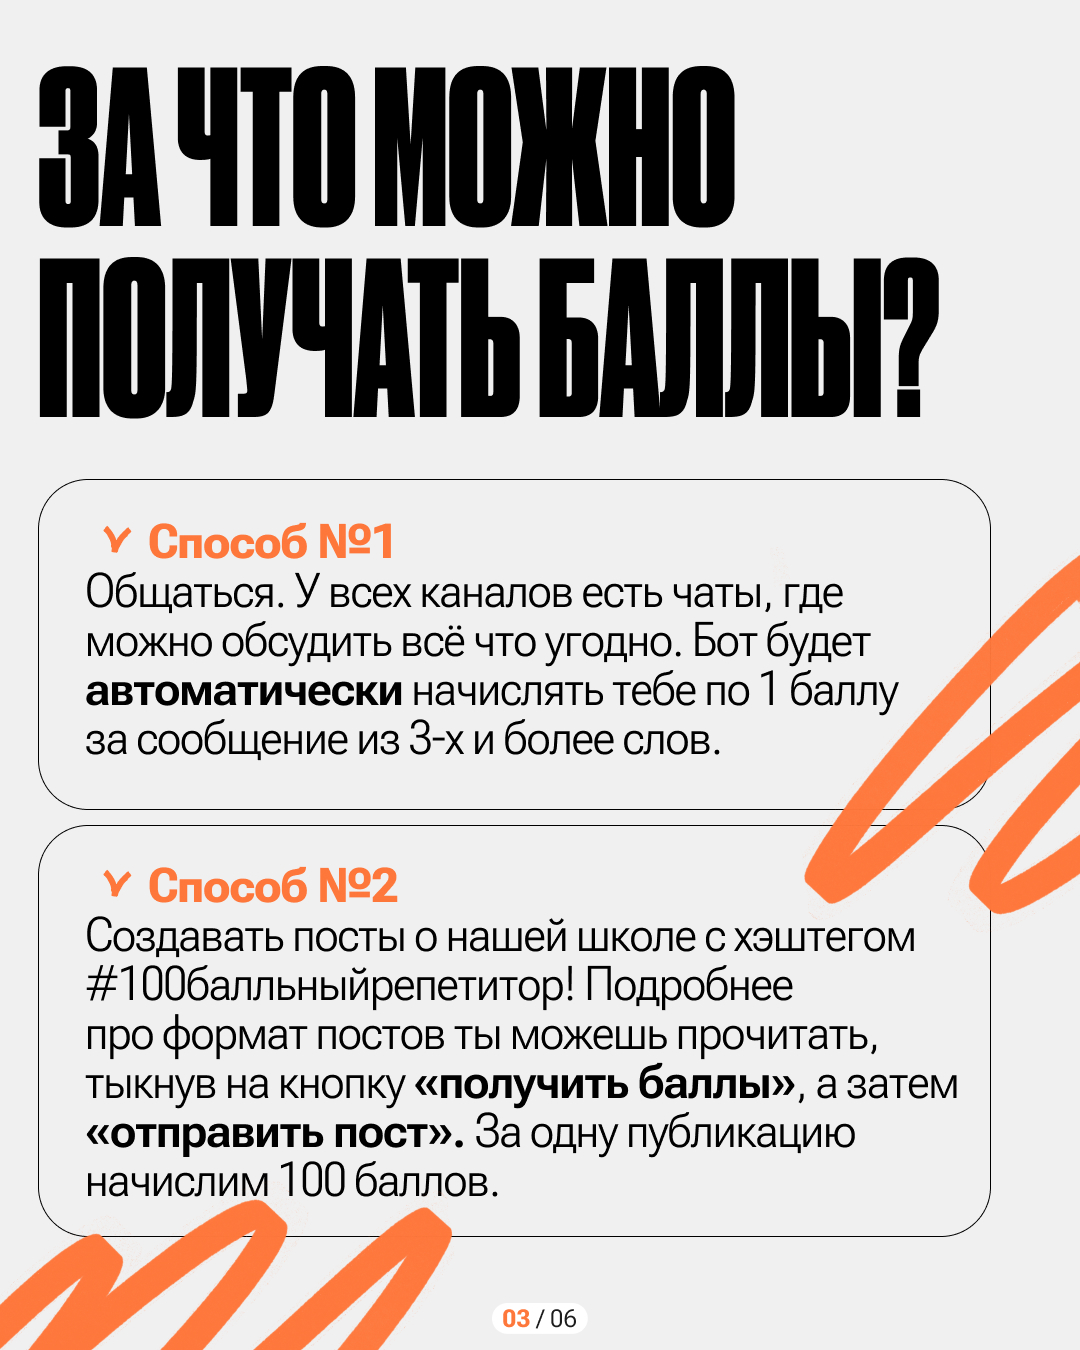 ЗА ЧТО МОЖНО
ПОЛУЧАТЬ БАЛЛЫ?
Способ №1
Общаться. У всех каналов есть чаты, где
можно обсудить всё что угодно. Бот будет
автоматически начислять тебе по 1 баллу
за сообщение из 3-х и более слов.
Способ №2
Создавать посты о нашей школе с хэштегом
#100балльныйрепетитор! Подробнее
про формат постов ты можешь прочитать,
тыкнув на кнопку «получить баллы», а затем
«отправить пост». За одну публикацию
начислим 100 баллов.
03 / 06